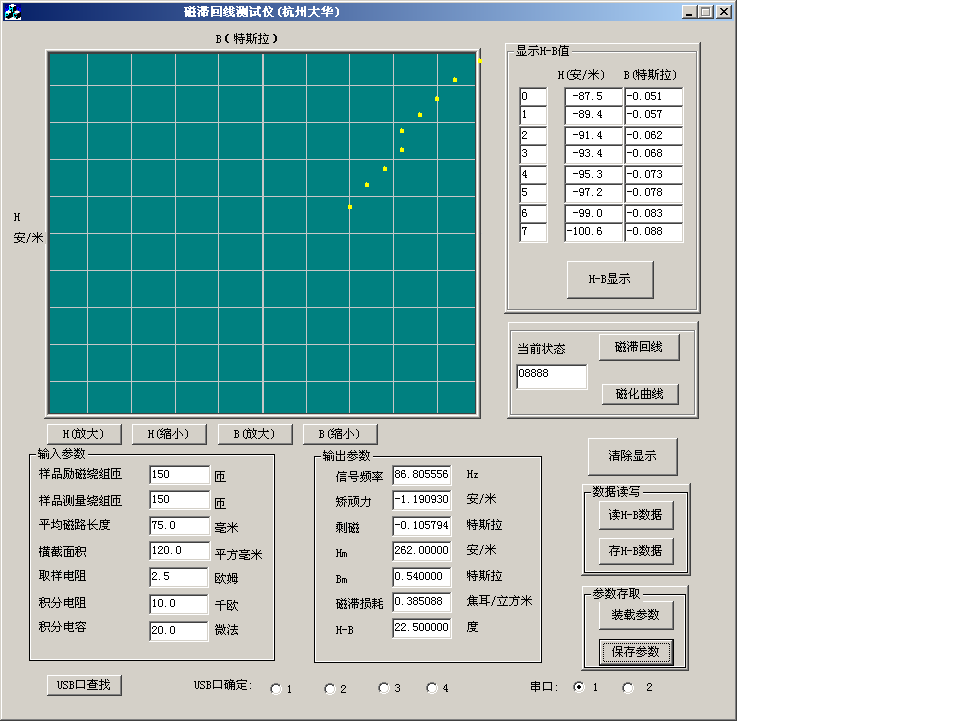 磁滞回线测试仪(杭州大华)
B(特斯拉)
H
安/米
显示H-B值
H(安/米) B(特斯拉)
0 -87.5 -0.051
1 -89.4 -0.057
2 -91.4 -0.062
3 -93.4 -0.068
4 -95.3 -0.073
5 -97.2 -0.078
6 -99.0 -0.083
7 -100.6 -0.088
H-B显示
当前状态
08888
磁滞回线
磁化曲线
H(放大) H(缩小) B(放大) B(缩小)
输入参数
样品励磁绕组匝 150 匝
样品测量绕组匝 150 匝
平均磁路长度 75.0 毫米
横截面积 120.0 平方毫米
取样电阻 2.5 欧姆
积分电阻 10.0 千欧
积分电容 20.0 微法
输出参数
信号频率 86.805556 Hz
矫顽力 -1.190930 安/米
剩磁 -0.105794 特斯拉
Hm 262.00000 安/米
Bm 0.540000 特斯拉
磁滞损耗 0.385088 焦耳/立方米
H-B 22.500000 度
清除显示
数据读写
读H-B数据
存H-B数据
参数存取
装载参数
保存参数
USB口查找 USB口确定: 1 2 3 4 串口: 1 2